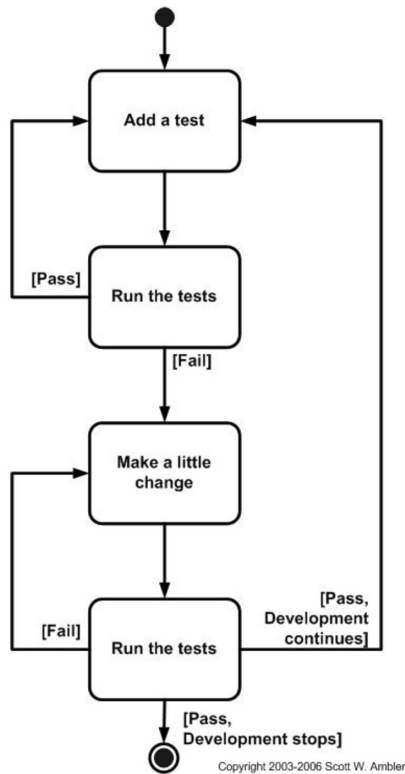 Add a test
[Pass]
Run the tests
[Fail]
Make a little
change
[Fail]
Run the tests
[Pass,
Development
continues]
[Pass,
Development stops]
Copyright 2003-2006 Scott W. Ambler